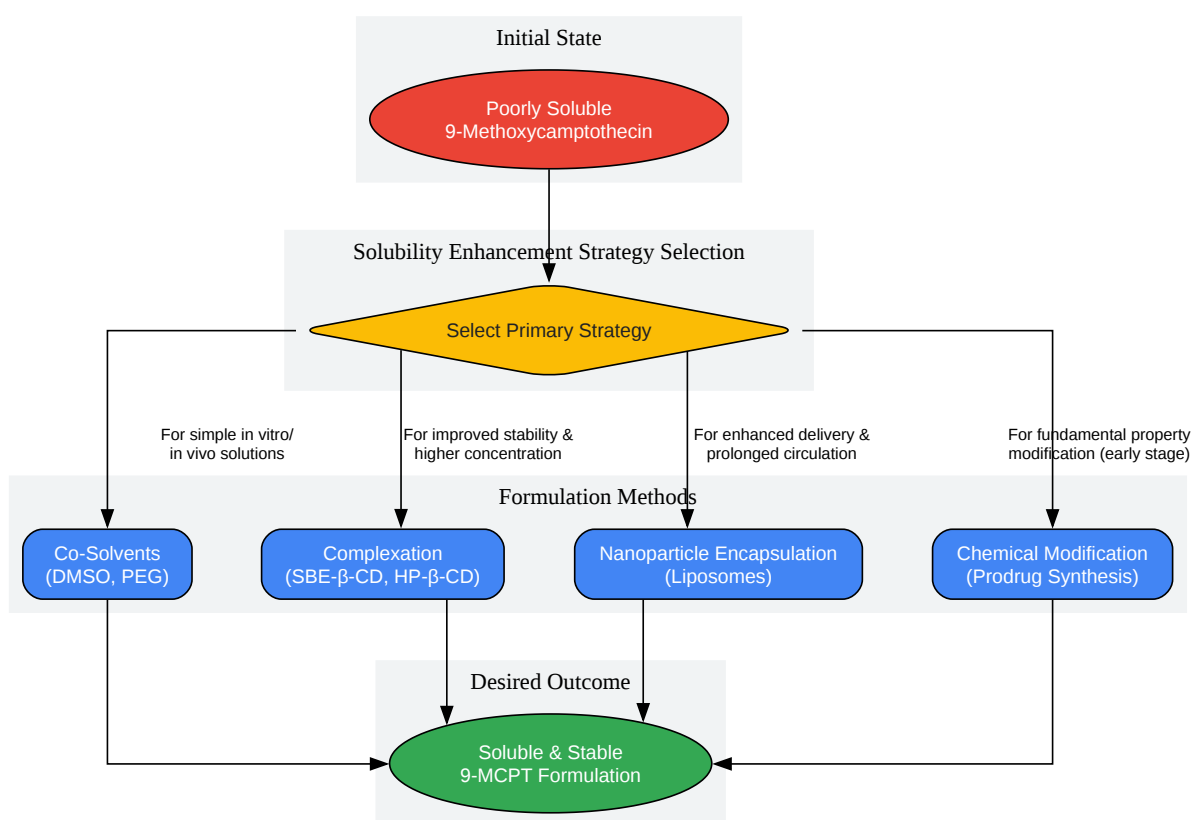 Initial State
Poorly Soluble
9-Methoxycamptothecin
Solubility Enhancement Strategy Selection
Select Primary Strategy
For simple in vitro/
in vivo solutions
For improved stability &
higher concentration
For enhanced delivery &
prolonged circulation
For fundamental property
modification (early stage)
Formulation Methods
Co-Solvents
(DMSO, PEG)
Complexation
(SBE-β-CD, HP-β-CD)
Nanoparticle Encapsulation
(Liposomes)
Chemical Modification
(Prodrug Synthesis)
Desired Outcome
Soluble & Stable
9-MCPT Formulation